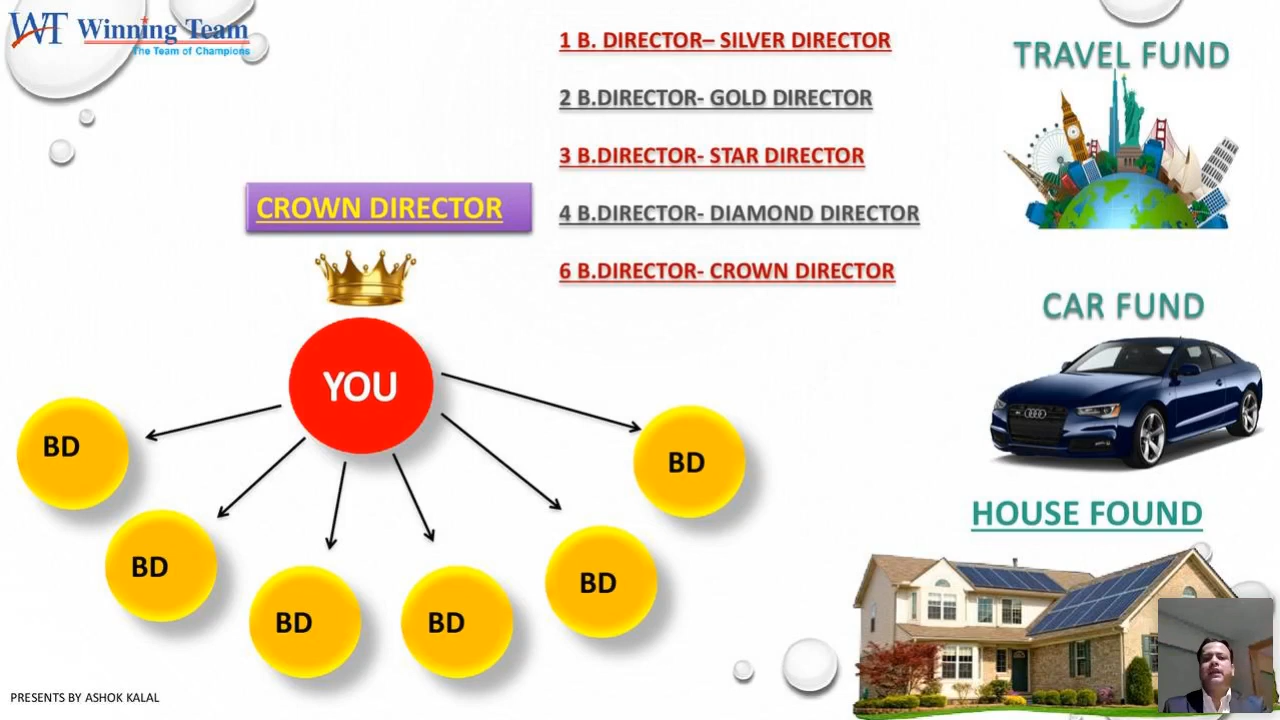 WT Winning Team
The Team of Champions
1 B. DIRECTOR– SILVER DIRECTOR
2 B.DIRECTOR- GOLD DIRECTOR
3 B.DIRECTOR- STAR DIRECTOR
4 B.DIRECTOR- DIAMOND DIRECTOR
6 B.DIRECTOR- CROWN DIRECTOR
TRAVEL FUND
CAR FUND
HOUSE FOUND
CROWN DIRECTOR
YOU
BD
BD
BD
BD
BD
BD
PRESENTS BY ASHOK KALAL